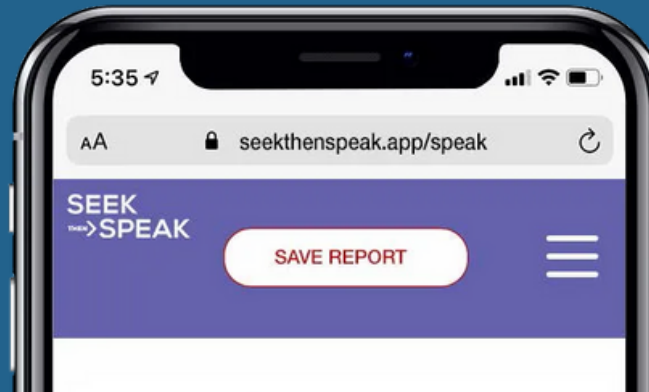 5:35
AA seekthenspeak.app/speak
SEEK
THEN SPEAK
SAVE REPORT